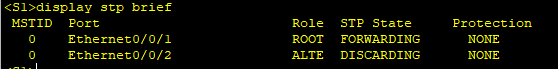 <S1>display stp brief
MSTID Port Role STP State Protection
0 Ethernet0/0/1 ROOT FORWARDING NONE
0 Ethernet0/0/2 ALTE DISCARDING NONE